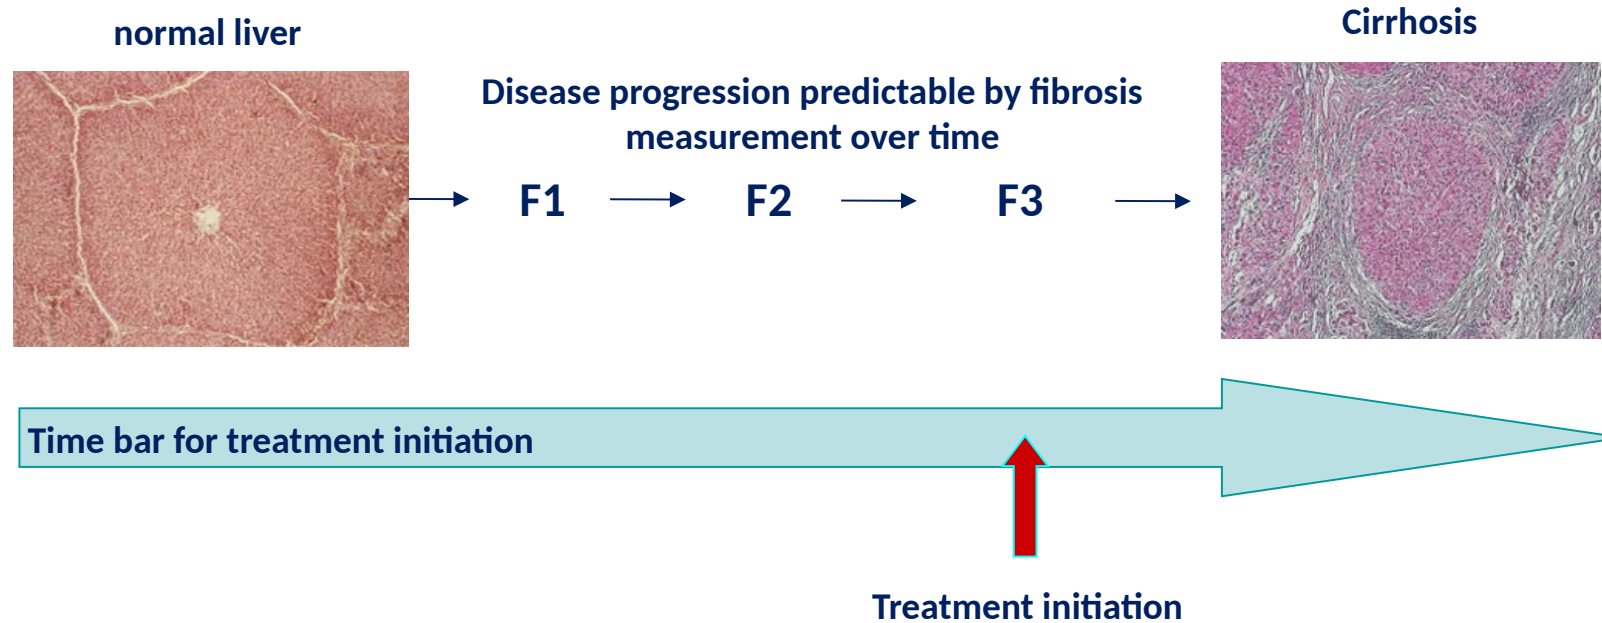 normal liver
Cirrhosis
Disease progression predictable by fibrosis
measurement over time
F1
F2
F3
Time bar for treatment initiation
Treatment initiation